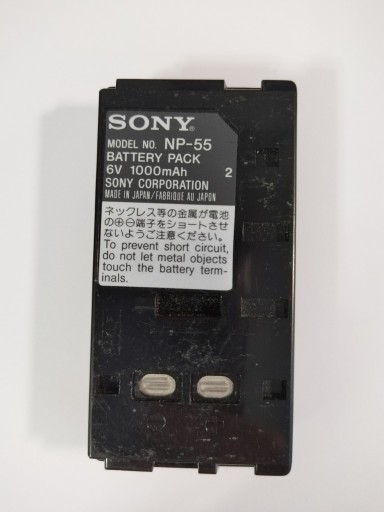 SONY®
MODEL NO. NP-55
BATTERY PACK
6V 1000mAh 2
SONY CORPORATION
MADE IN JAPAN/FABRIQUE AU JAPON
ネックレス等の金属が電池
の⊕⊖端子をショートさせ
ないようご注意ください。
To prevent short circuit,
do not let metal objects
touch the battery term-
inals.